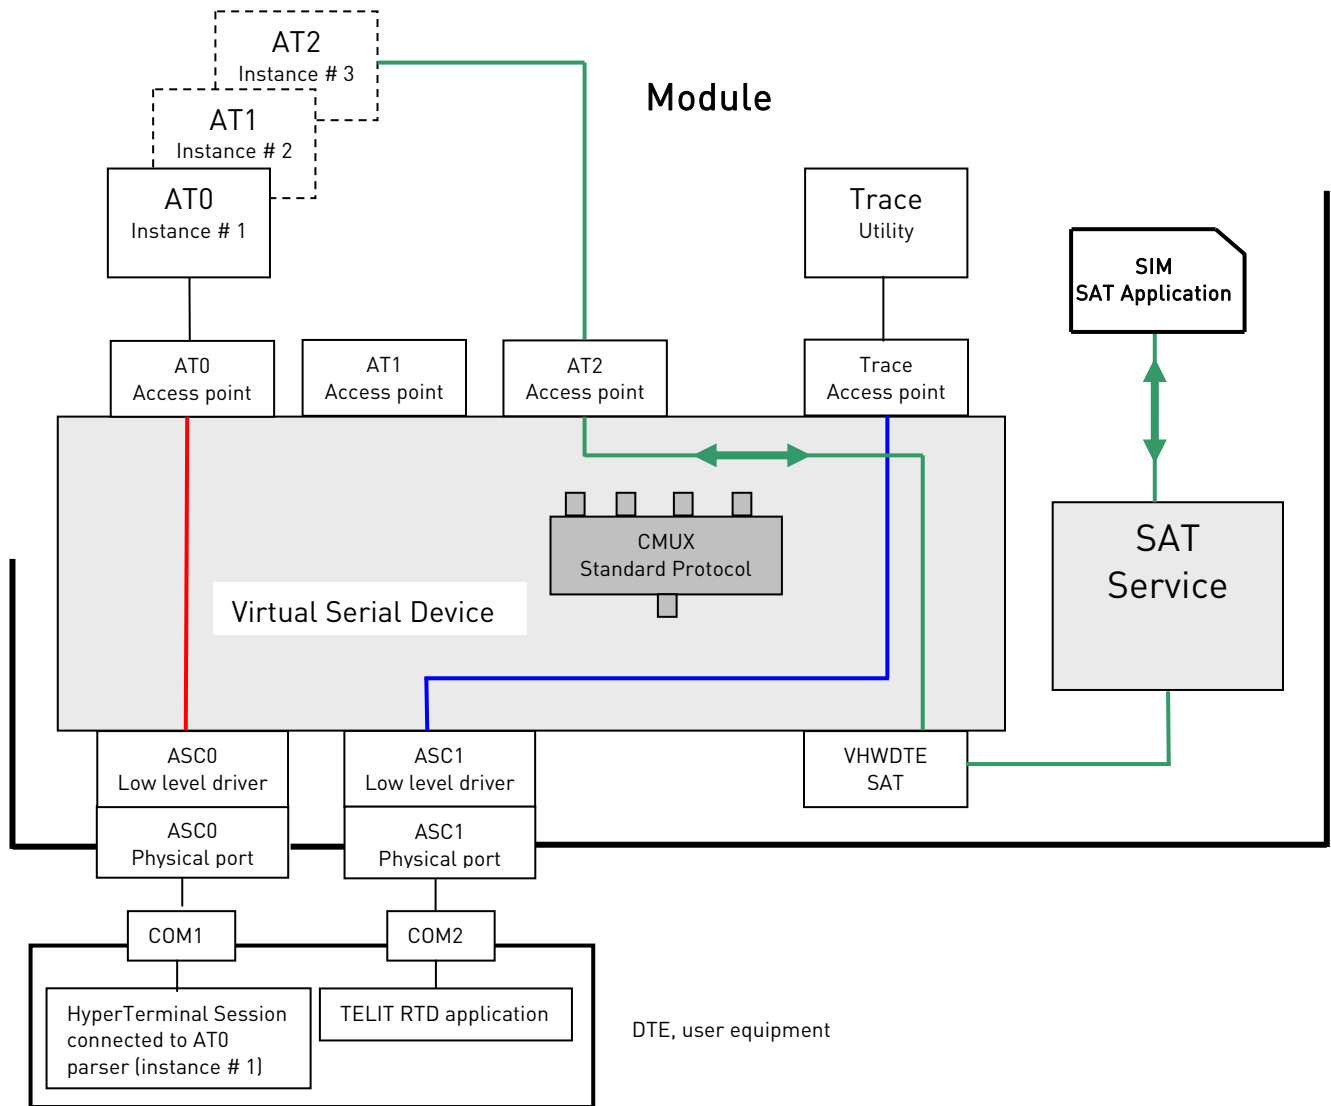 AT2
Instance # 3
Module
AT1
Instance # 2
AT0
Instance # 1
Trace
Utility
SIM
SAT Application
AT0
Access point
AT1
Access point
AT2
Access point
Trace
Access point
SAT
Service
CMUX
Standard Protocol
Virtual Serial Device
ASC0
Low level driver
ASC1
Low level driver
VHWDTE
SAT
ASC0
Physical port
ASC1
Physical port
COM1
COM2
HyperTerminal Session
connected to AT0
parser (instance # 1)
TELIT RTD application
DTE, user equipment